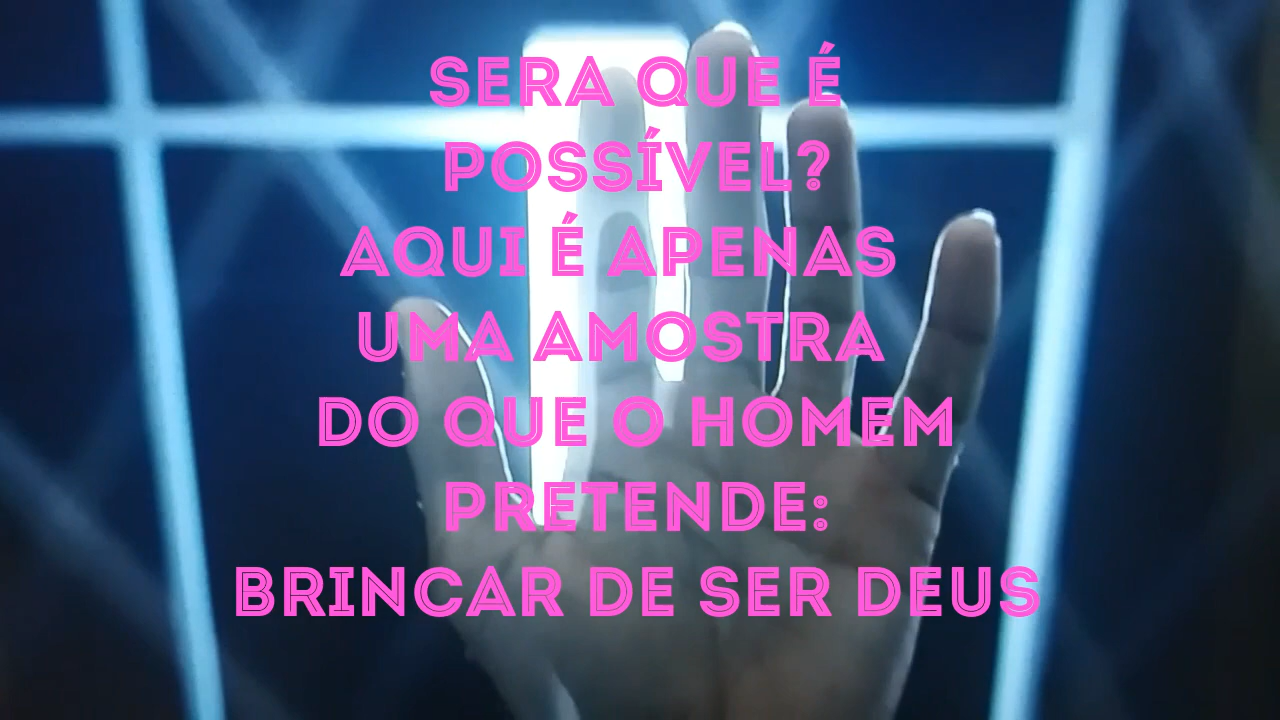 SERA QUE É
POSSÍVEL?
AQUI É APENAS
UMA AMOSTRA
DO QUE O HOMEM
PRETENDE:
BRINCAR DE SER DEUS